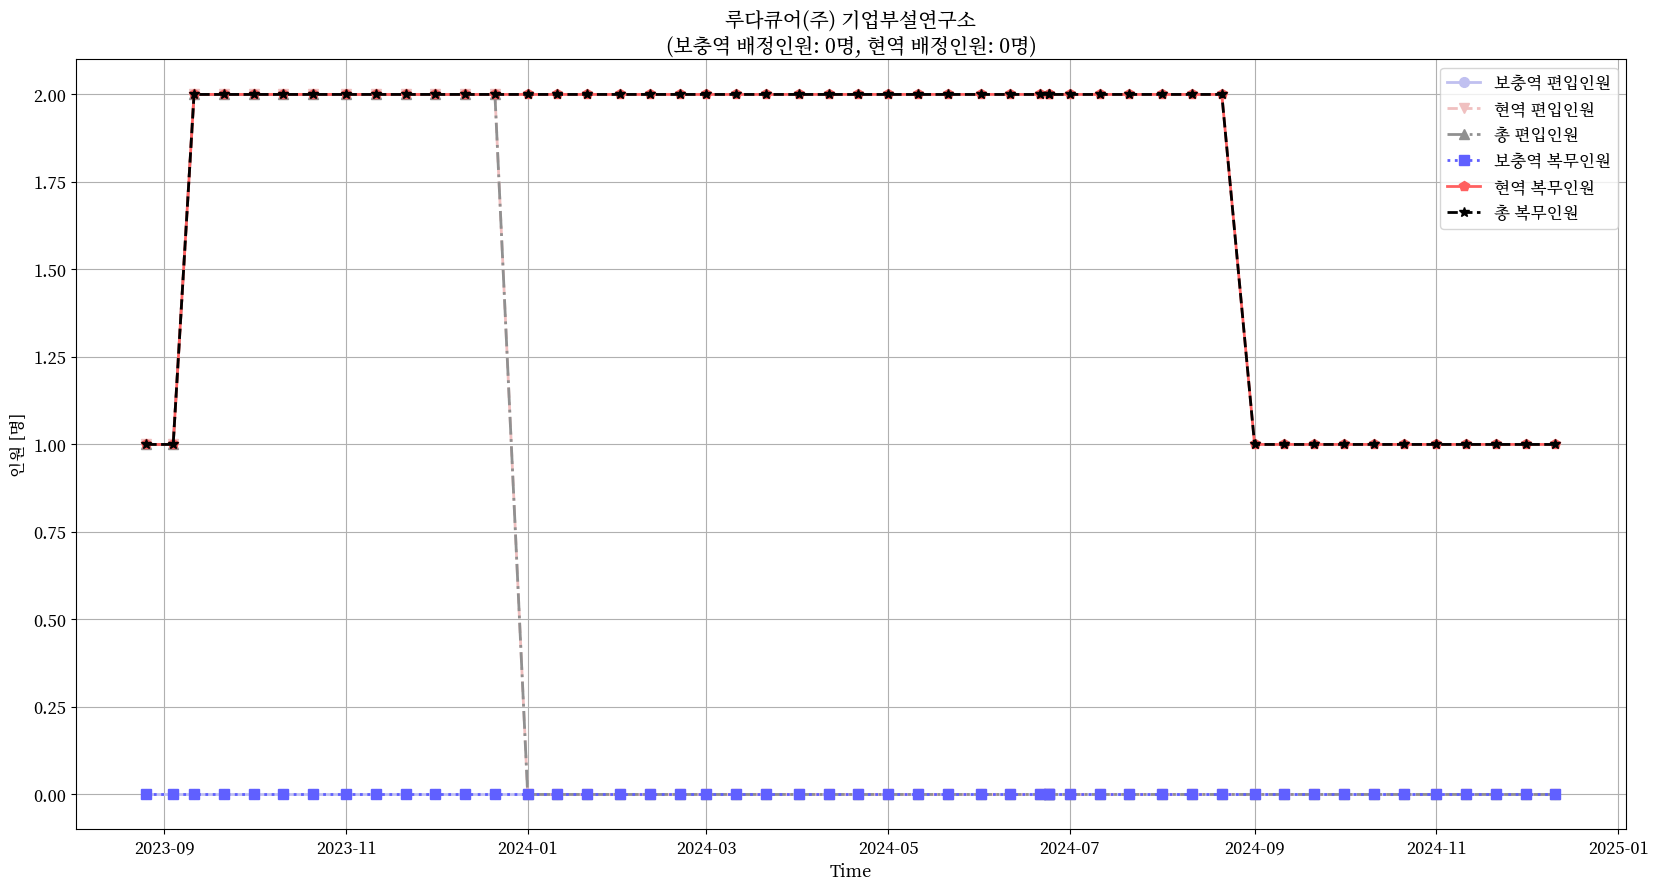 루다큐어(주) 기업부설연구소
(보충역 배정인원: 0명, 현역 배정인원: 0명)
보충역 편입인원
현역 편입인원
총 편입인원
보충역 복무인원
현역 복무인원
총 복무인원
2.00
1.75
1.50
1.25
1.00
0.75
0.50
0.25
0.00
인원 [명]
2023-09 2023-11 2024-01 2024-03 2024-05 2024-07 2024-09 2024-11 2025-01
Time